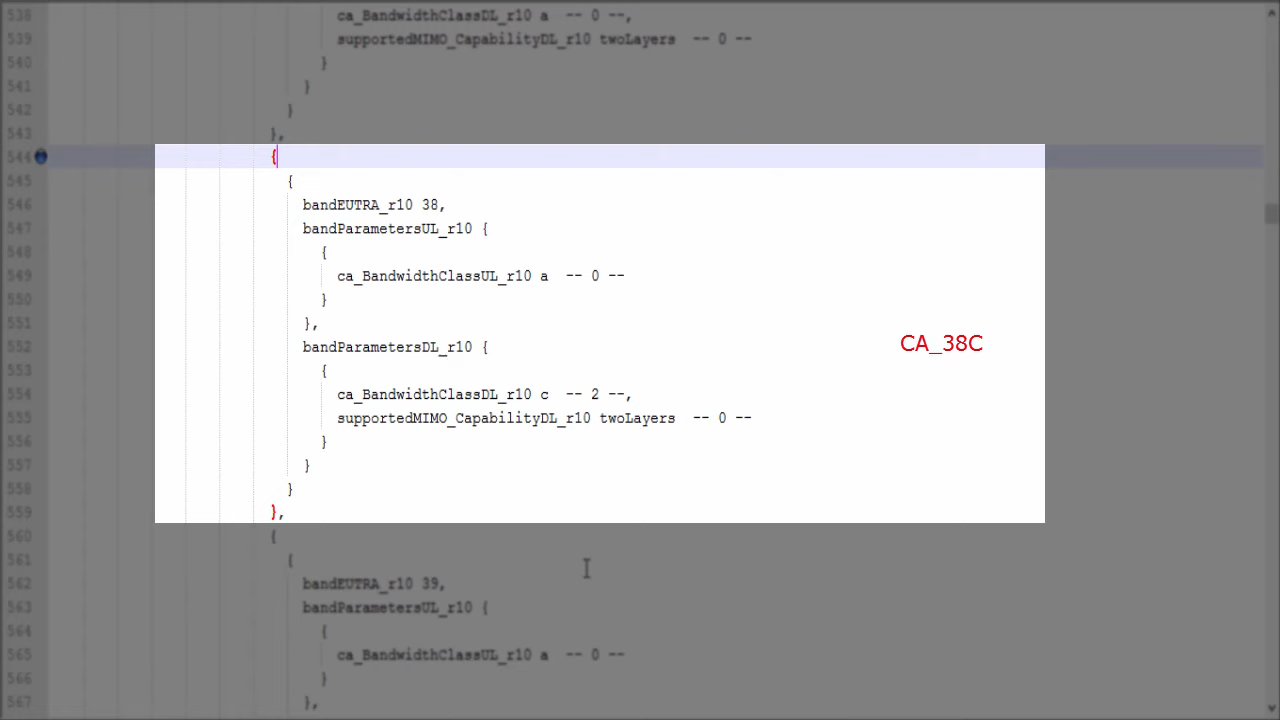 538 ca_BandwidthClassDL_r10 a -- 0 --,
539 supportedMIMO_CapabilityDL_r10 twoLayers -- 0 --
540 }
541 }
542 }
543 },
544 {
545 {
546 bandEUTRA_r10 38,
547 bandParametersUL_r10 {
548 {
549 ca_BandwidthClassUL_r10 a -- 0 --
550 }
551 },
552 bandParametersDL_r10 {
CA_38C
553 {
554 ca_BandwidthClassDL_r10 c -- 2 --,
555 supportedMIMO_CapabilityDL_r10 twoLayers -- 0 --
556 }
557 }
558 }
559 },
560 {
561 {
562 bandEUTRA_r10 39,
563 bandParametersUL_r10 {
564 {
565 ca_BandwidthClassUL_r10 a -- 0 --
566 }
567 },